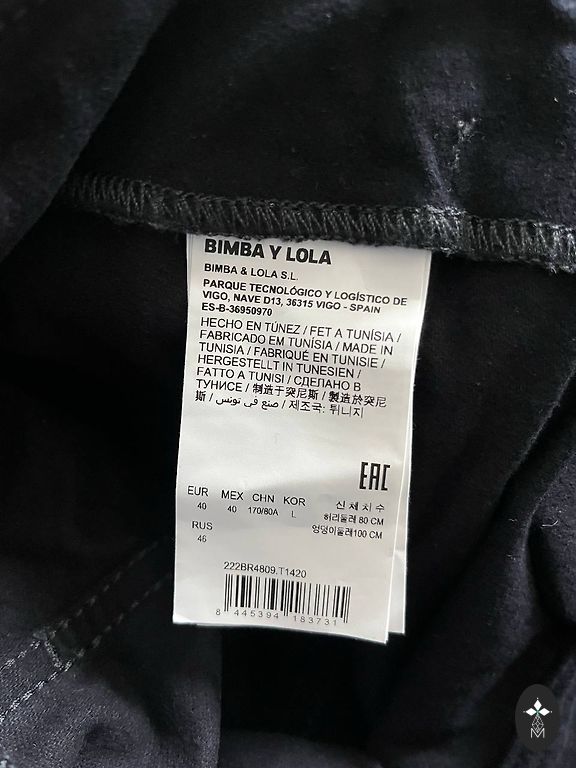 BIMBA Y LOLA
BIMBA & LOLA S.L.
PARQUE TECNOLÓGICO Y LOGÍSTICO DE
VIGO, NAVE D13, 36315 VIGO - SPAIN
ES-B-36950970
HECHO EN TÚNEZ / FET A TUNÍSIA /
FABRICADO EM TUNÍSIA / MADE IN
TUNISIA / FABRIQUÉ EN TUNISIE /
HERGESTELLT IN TUNESIEN /
FATTO A TUNISI / СДЕЛАНО В
ТУНИСЕ / 制造于突尼斯 / 製造於突尼
斯 / صنع في تونس / 제조국: 튀니지
EAC
EUR MEX CHN KOR 신 체 치 수
40 40 170/80A L 허리둘레 80 CM
RUS 엉덩이둘레100 CM
46
222BR4809.T1420
8 445394 183731
M